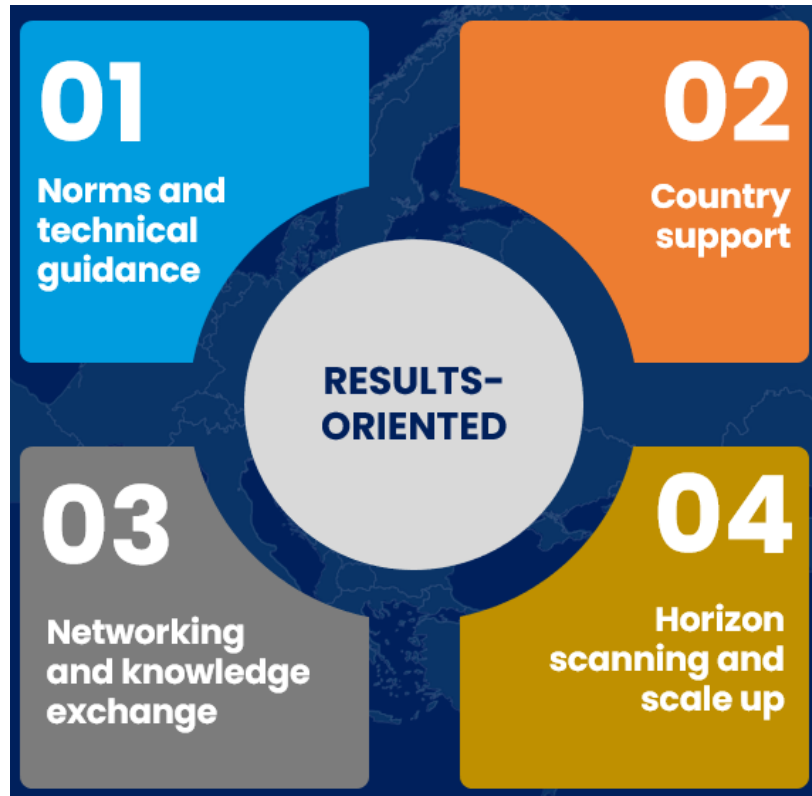 01
Norms and
technical
guidance
02
Country
support
RESULTS-
ORIENTED
03
Networking
and knowledge
exchange
04
Horizon
scanning and
scale up